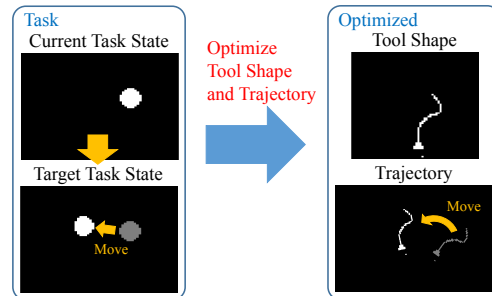 Task
Current Task State
Target Task State
Move
Optimize
Tool Shape
and Trajectory
Optimized
Tool Shape
Trajectory
Move